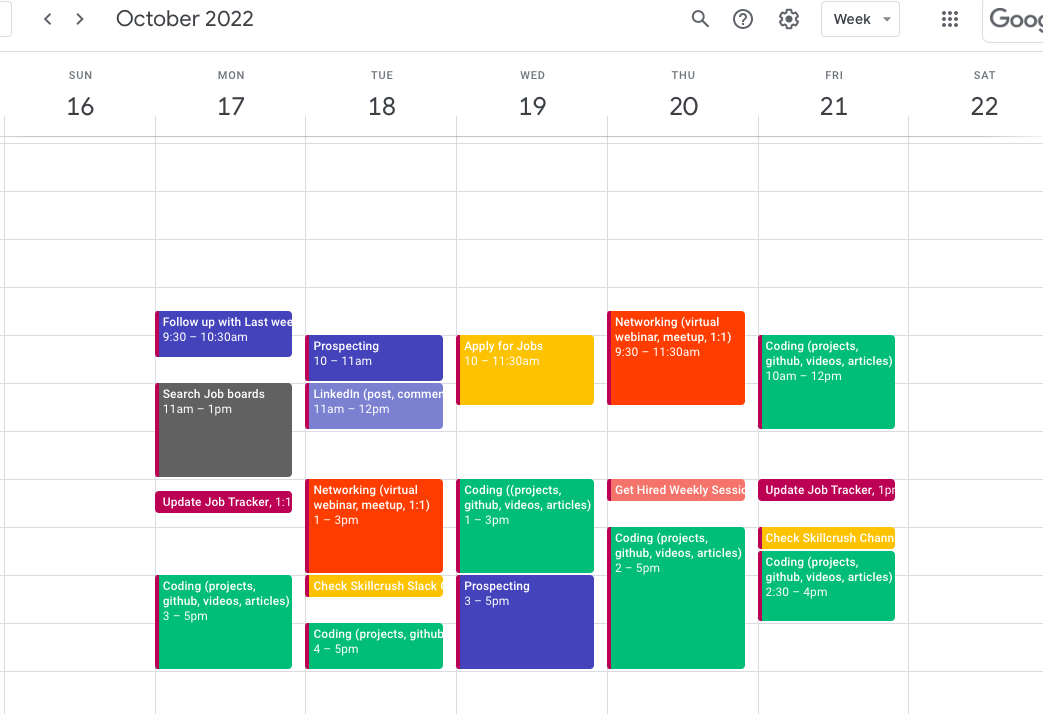 October 2022
Week
Goog
SUN
MON
TUE
WED
THU
FRI
SAT
16
17
18
19
20
21
22
Follow up with Last wee
9:30 – 10:30am
Search Job boards
11am – 1pm
Update Job Tracker, 1:1
Coding (projects,
github, videos, articles)
3 – 5pm
Prospecting
10 – 11am
LinkedIn (post, commen
11am – 12pm
Networking (virtual
webinar, meetup, 1:1)
1 – 3pm
Check Skillcrush Slack C
Coding (projects, github
4 – 5pm
Apply for Jobs
10 – 11:30am
Coding ((projects,
github, videos, articles)
1 – 3pm
Prospecting
3 – 5pm
Networking (virtual
webinar, meetup, 1:1)
9:30 – 11:30am
Get Hired Weekly Sessio
Coding (projects,
github, videos, articles)
2 – 5pm
Coding (projects,
github, videos, articles)
10am – 12pm
Update Job Tracker, 1pr
Check Skillcrush Chann
Coding (projects,
github, videos, articles)
2:30 – 4pm